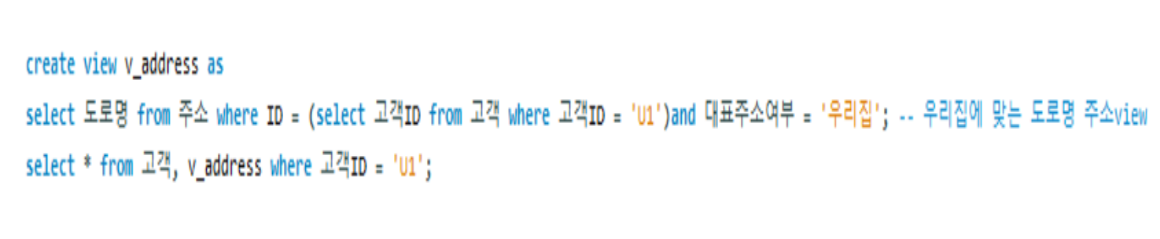 create view v_address as
select 도로명 from 주소 where ID = (select 고객ID from 고객 where 고객ID = 'U1')and 대표주소여부 = '우리집'; -- 우리집에 맞는 도로명 주소view
select * from 고객, v_address where 고객ID = 'U1';